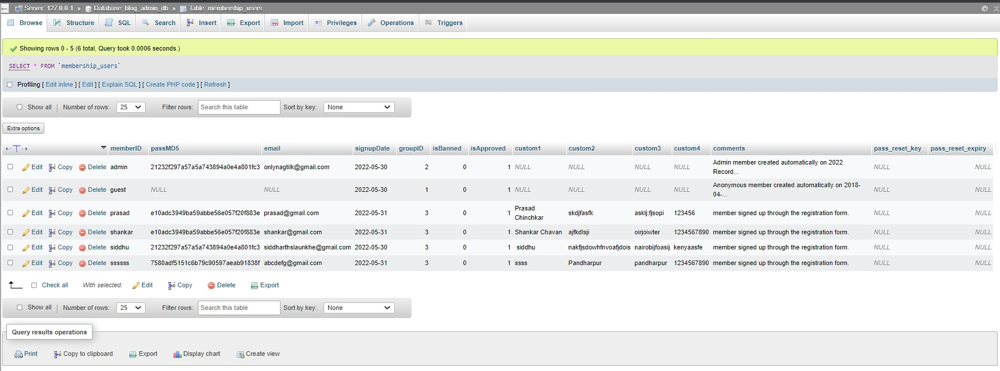 Server: 127.0.0.1 » Database: blog_admin_db » Table: membership_users
Browse Structure SQL Search Insert Export Import Privileges Operations Triggers
Showing rows 0 - 5 (6 total, Query took 0.0006 seconds.)
SELECT * FROM `membership_users`
Profiling [ Edit inline ] [ Edit ] [ Explain SQL ] [ Create PHP code ] [ Refresh ]
Show all Number of rows: 25 Filter rows: Search this table Sort by key: None
Extra options
memberID passMD5 email signupDate groupID isBanned isApproved custom1 custom2 custom3 custom4 comments pass_reset_key pass_reset_expiry
Edit Copy Delete admin 21232f297a57a5a743894a0e4a801fc3 onlynagtilk@gmail.com 2022-05-30 2 0 1 NULL NULL NULL NULL Admin member created automatically on 2022 NULL NULL
Record...
Edit Copy Delete guest NULL NULL 2022-05-30 1 0 1 NULL NULL NULL NULL Anonymous member created automatically on 2018- NULL NULL
04-...
Edit Copy Delete prasad e10adc3949ba59abbe56e057f20f883e prasad@gmail.com 2022-05-31 3 0 1 Prasad skdjfasfk asklj;fjsopi 123456 member signed up through the registration form. NULL NULL
Chinchkar
Edit Copy Delete shankar e10adc3949ba59abbe56e057f20f883e shankar@gmail.com 2022-05-31 3 0 1 Shankar Chavan ajfkdlsji oirjoiwter 1234567890 member signed up through the registration form. NULL NULL
Edit Copy Delete siddhu 21232f297a57a5a743894a0e4a801fc3 siddharthslaunkhe@gmail.com 2022-05-30 3 0 1 siddhu nakfjsdowhfnvoafjdois nairobijfoasij kenyaasfe member signed up through the registration form. NULL NULL
Edit Copy Delete ssssss 7580adf5151c6b79c90597aeab91838f abcdefg@gmail.com 2022-05-31 3 0 1 ssss Pandharpur pandharpur 1234567890 member signed up through the registration form. NULL NULL
Check all With selected: Edit Copy Delete Export
Show all Number of rows: 25 Filter rows: Search this table Sort by key: None
Query results operations
Print Copy to clipboard Export Display chart Create view